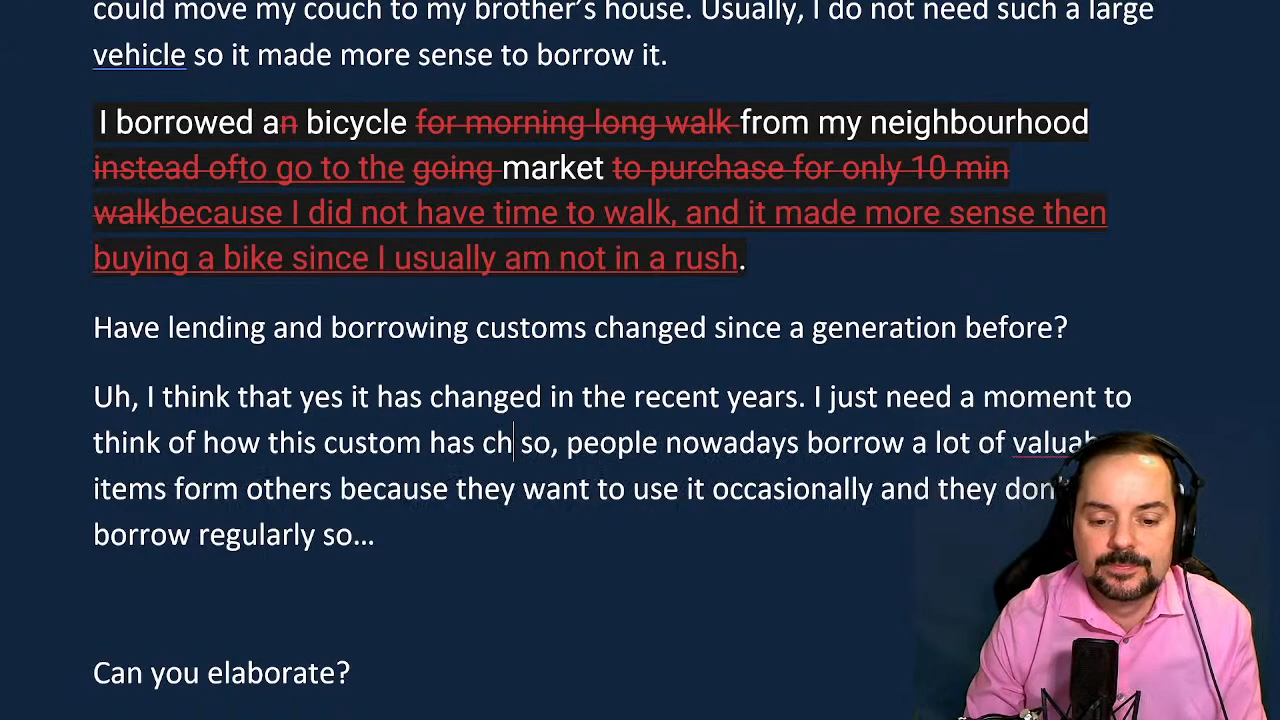 could move my couch to my brother's house. Usually, I do not need such a large
vehicle so it made more sense to borrow it.
I borrowed an bicycle for morning long walk from my neighbourhood
instead ofto go to the going market to purchase for only 10 min
walkbecause I did not have time to walk, and it made more sense then
buying a bike since I usually am not in a rush.
Have lending and borrowing customs changed since a generation before?
Uh, I think that yes it has changed in the recent years. I just need a moment to
think of how this custom has ch so, people nowadays borrow a lot of
items form others because they want to use it occasionally and they
borrow regularly so...
Can you elaborate?